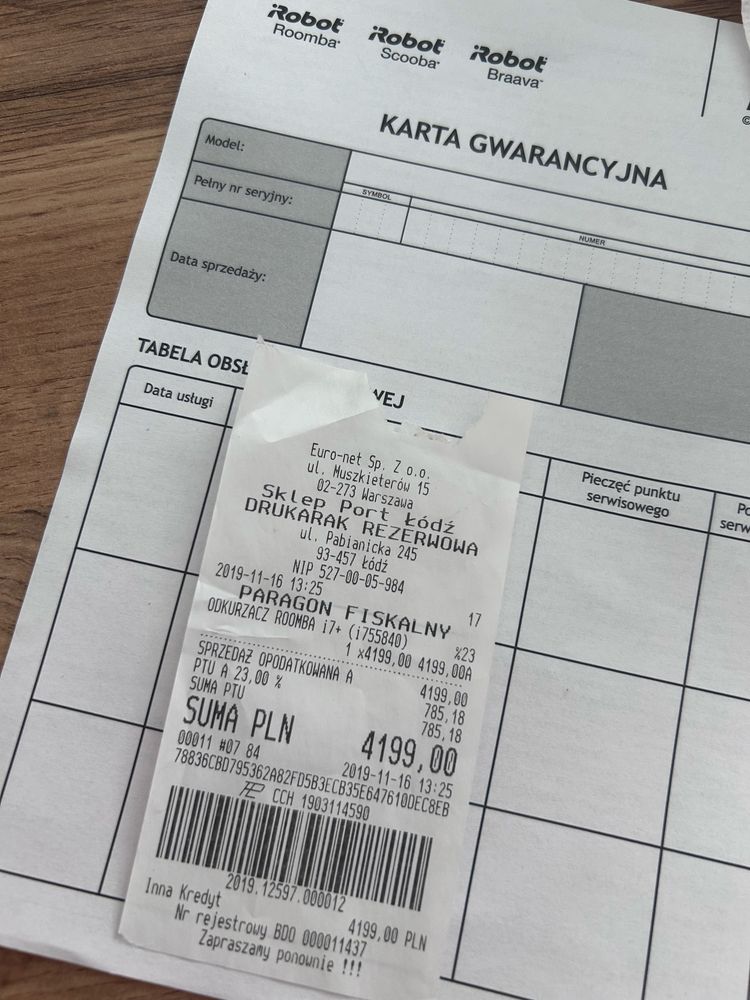 iRobot iRobot iRobot
Roomba Scooba Braava
KARTA GWARANCYJNA
Model:
Pełny nr seryjny:
SYMBOL NUMER
Data sprzedaży:
TABELA OBSŁ WEJ
Data usługi
Pieczęć punktu
serwisowego
Euro-net Sp. Z o.o.
ul. Muszkieterów 15
02-273 Warszawa
Sklep Port Łódź
DRUKARAK REZERWOWA
ul. Pabianicka 245
93-457 Łódź
NIP 527-00-05-984
2019-11-16 13:25 17
PARAGON FISKALNY
ODKURZACZ ROOMBA i7+ (i755840) %23
1 x4199,00 4199,00A
SPRZEDAŻ OPODATKOWANA A 4199,00
PTU A 23,00 % 785,18
SUMA PTU 785,18
SUMA PLN 4199,00
00011 #07 84 2019-11-16 13:25
78836CBD795362A82FD5B3ECB35E647610DEC8EB
CCH 1903114590
2019.12597.000012
Inna Kredyt 4199,00 PLN
Nr rejestrowy BDO 000011437
Zapraszamy ponownie !!!